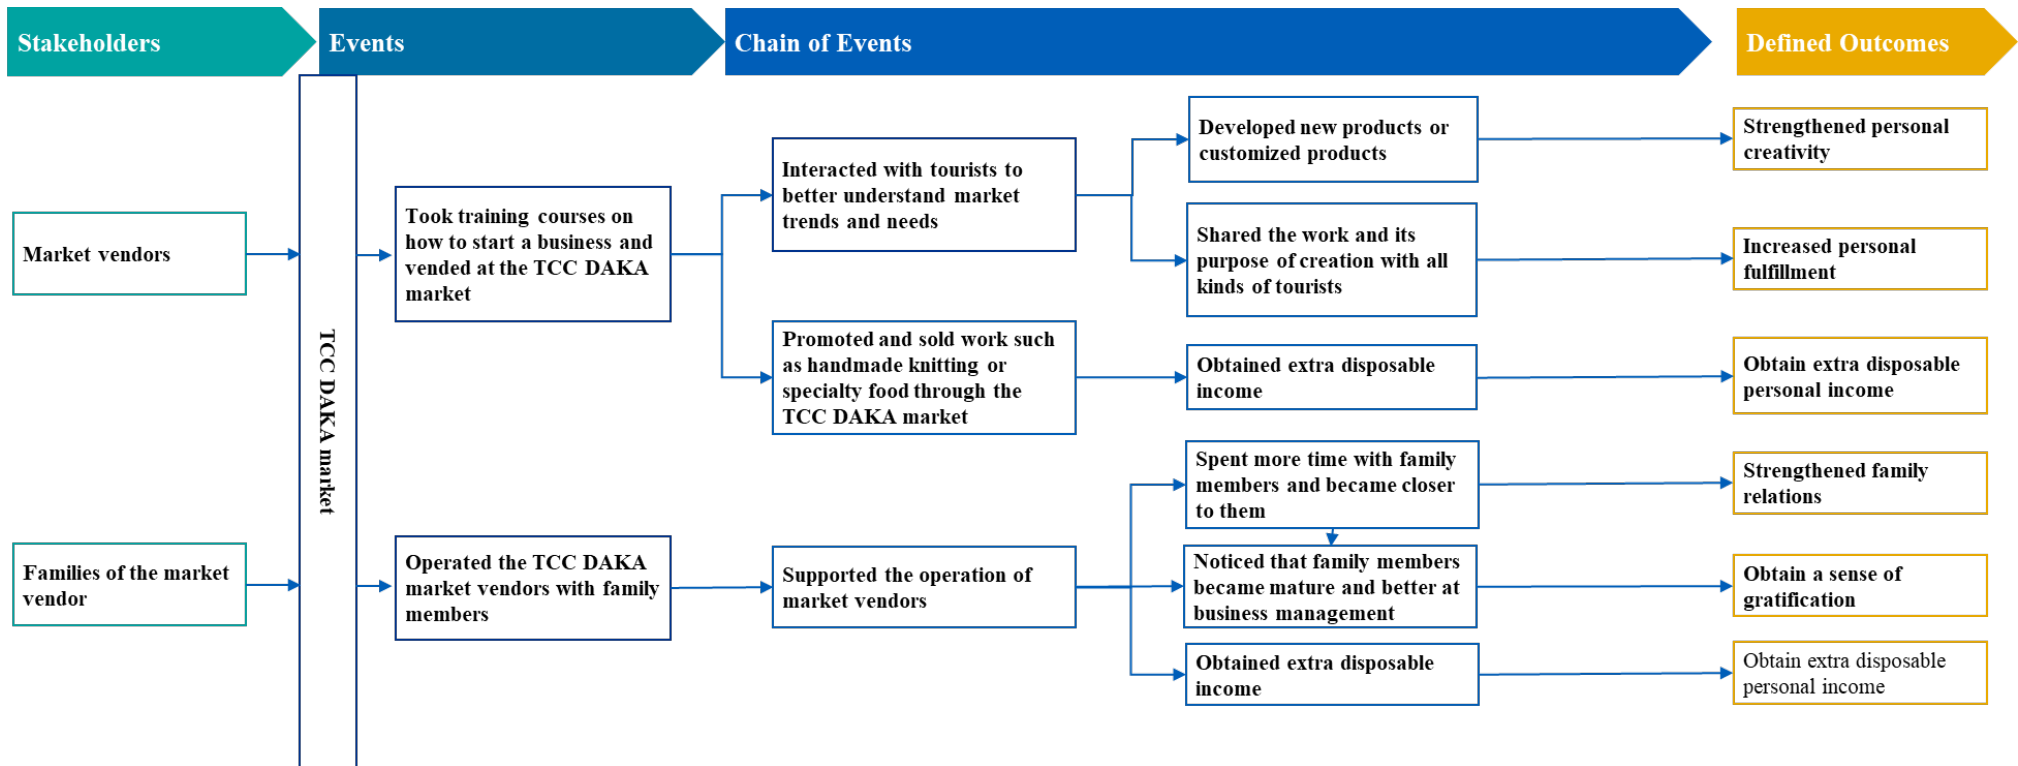 Stakeholders
Events
Chain of Events
Defined Outcomes
Market vendors
Families of the market
vendor
TCC DAKA market
Took training courses on
how to start a business and
vended at the TCC DAKA
market
Operated the TCC DAKA
market vendors with family
members
Interacted with tourists to
better understand market
trends and needs
Promoted and sold work such
as handmade knitting or
specialty food through the
TCC DAKA market
Supported the operation of
market vendors
Developed new products or
customized products
Shared the work and its
purpose of creation with all
kinds of tourists
Obtained extra disposable
income
Spent more time with family
members and became closer
to them
Noticed that family members
became mature and better at
business management
Obtained extra disposable
income
Strengthened personal
creativity
Increased personal
fulfillment
Obtain extra disposable
personal income
Strengthened family
relations
Obtain a sense of
gratification
Obtain extra disposable
personal income